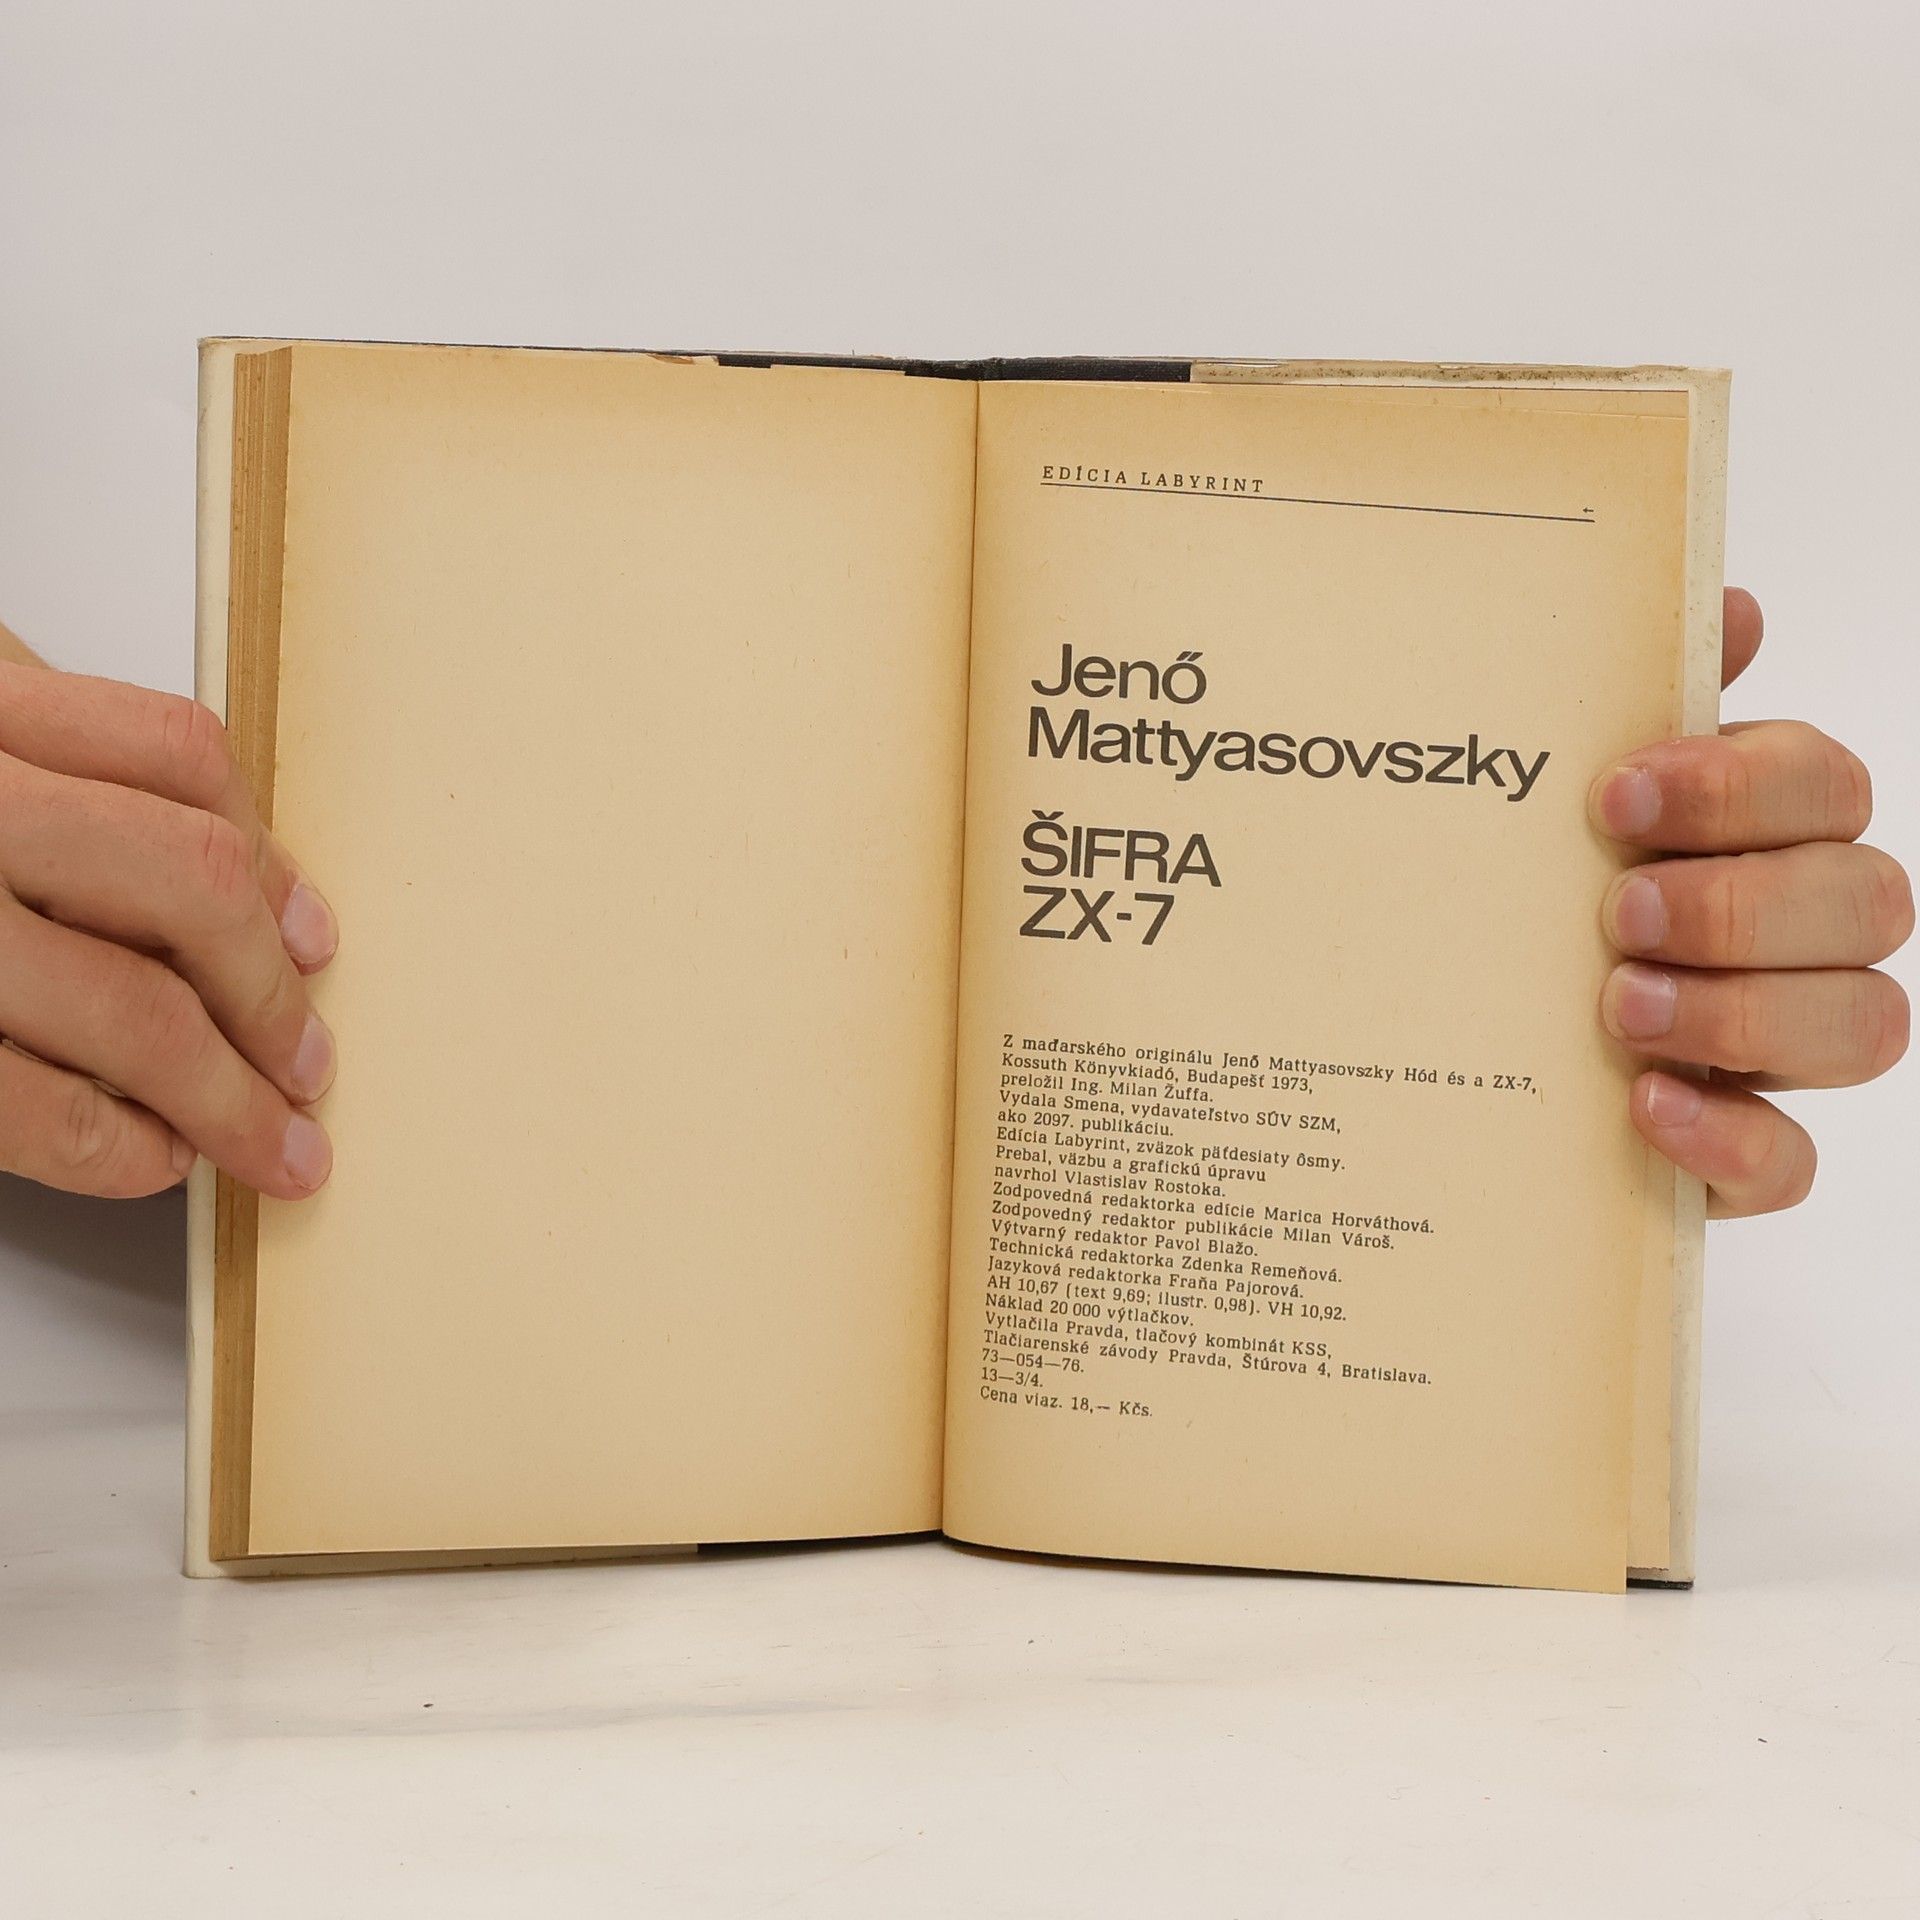 EDÍCIA LABYRINT
←
Jenő
Mattyasovszky
ŠIFRA
ZX-7
Z maďarského originálu Jenő Mattyasovszky Hód és a ZX-7,
Kossuth Könyvkiadó, Budapešť 1973,
preložil Ing. Milan Žuffa.
Vydala Smena, vydavateľstvo SÚV SZM,
ako 2097. publikáciu.
Edícia Labyrint, zväzok päťdesiaty ôsmy.
Prebal, väzbu a grafickú úpravu
navrhol Vlastislav Rostoka.
Zodpovedná redaktorka edície Marica Horváthová.
Zodpovedný redaktor publikácie Milan Város.
Výtvarný redaktor Pavol Blažo.
Technická redaktorka Zdenka Remeňová.
Jazyková redaktorka Fraňa Pajorová.
AH 10,67 (text 9,69; ilustr. 0,98). VH 10,92.
Náklad 20 000 výtlačkov.
Vytlačila Pravda, tlačový kombinát KSS,
Tlačiarenské závody Pravda, Štúrova 4, Bratislava.
73—054—76.
13—3/4.
Cena viaz. 18,— Kčs.